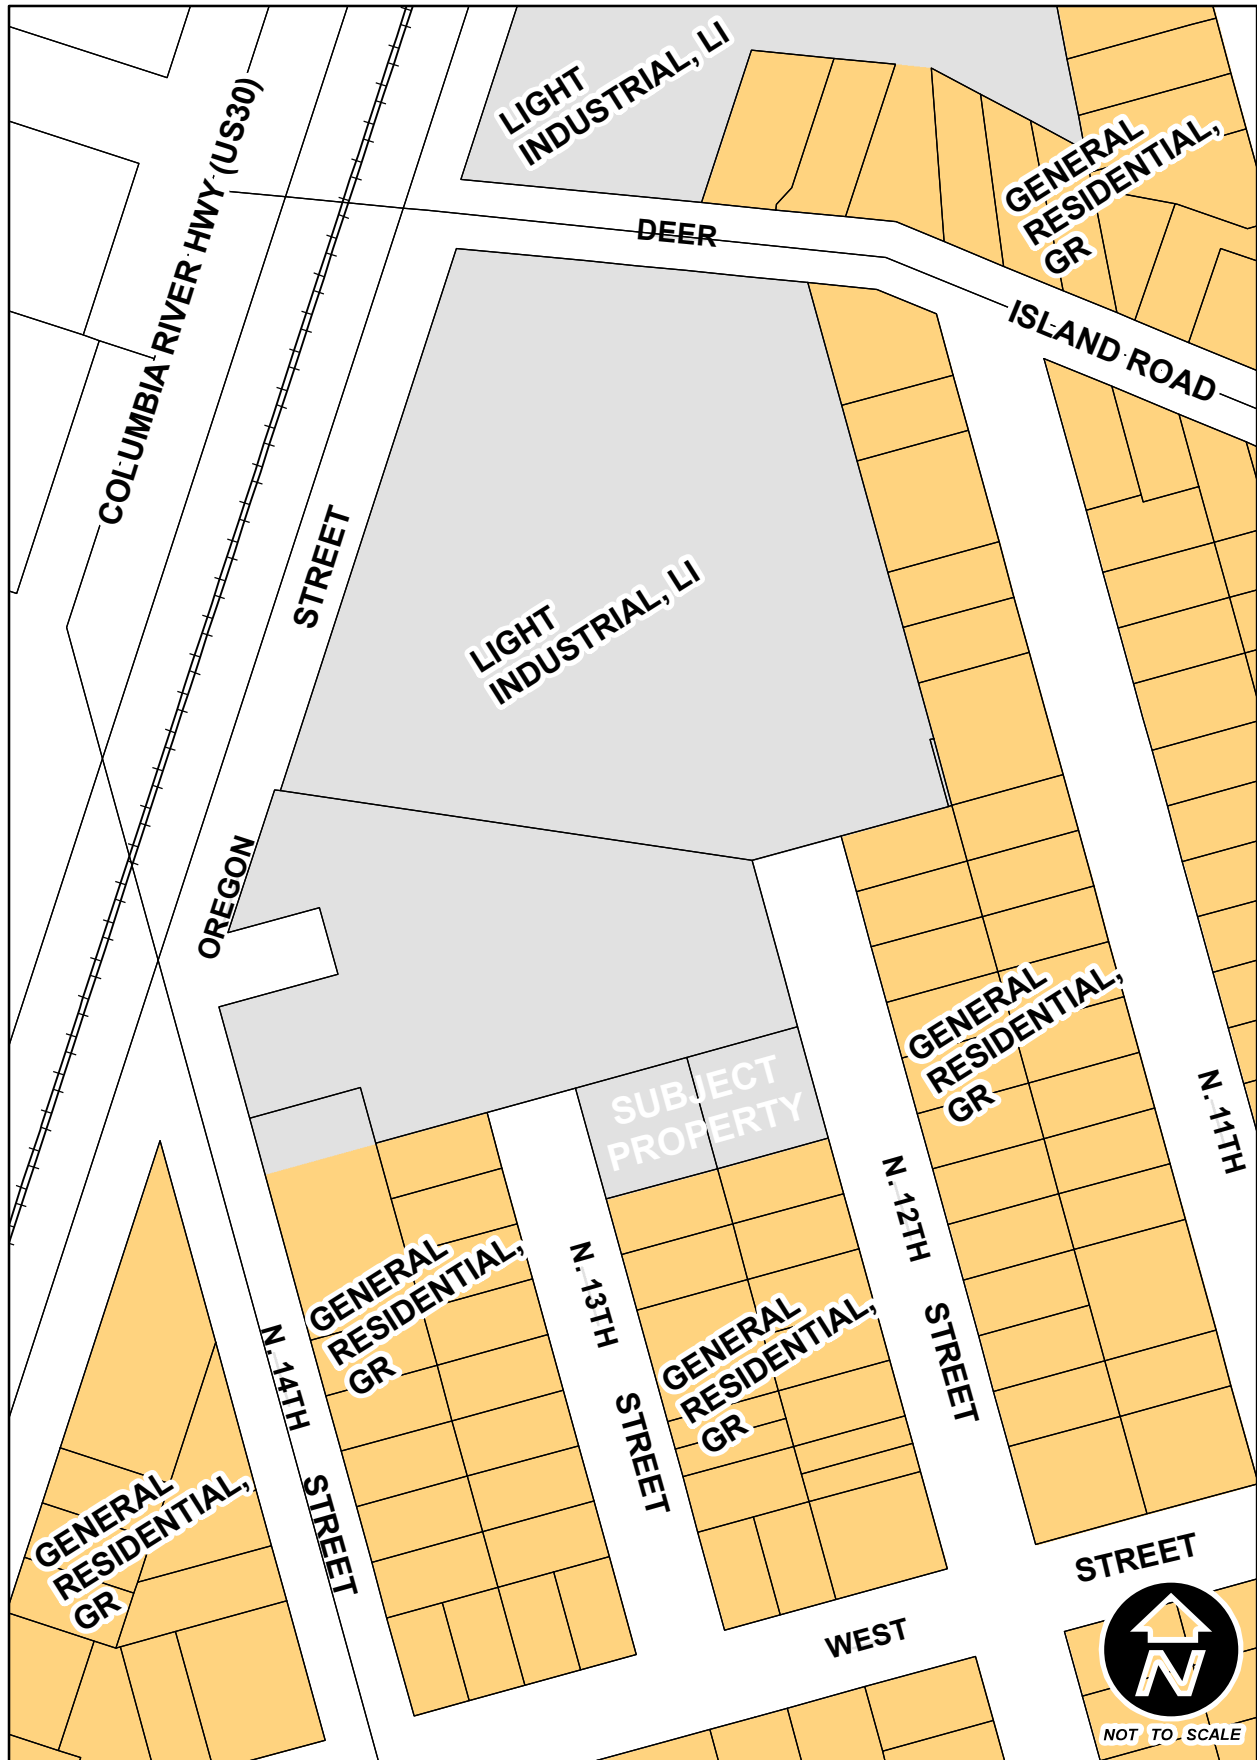 LIGHT
INDUSTRIAL, LI
COLUMBIA RIVER HWY (US30)
GENERAL
RESIDENTIAL,
GR
DEER
ISLAND ROAD
STREET
LIGHT
INDUSTRIAL, LI
OREGON
GENERAL
RESIDENTIAL,
GR
SUBJECT
PROPERTY
N. 11TH
N. 12TH
STREET
N. 13TH
STREET
GENERAL
RESIDENTIAL,
GR
GENERAL
RESIDENTIAL,
GR
N. 14TH
STREET
GENERAL
RESIDENTIAL,
GR
WEST
STREET
N
NOT TO SCALE